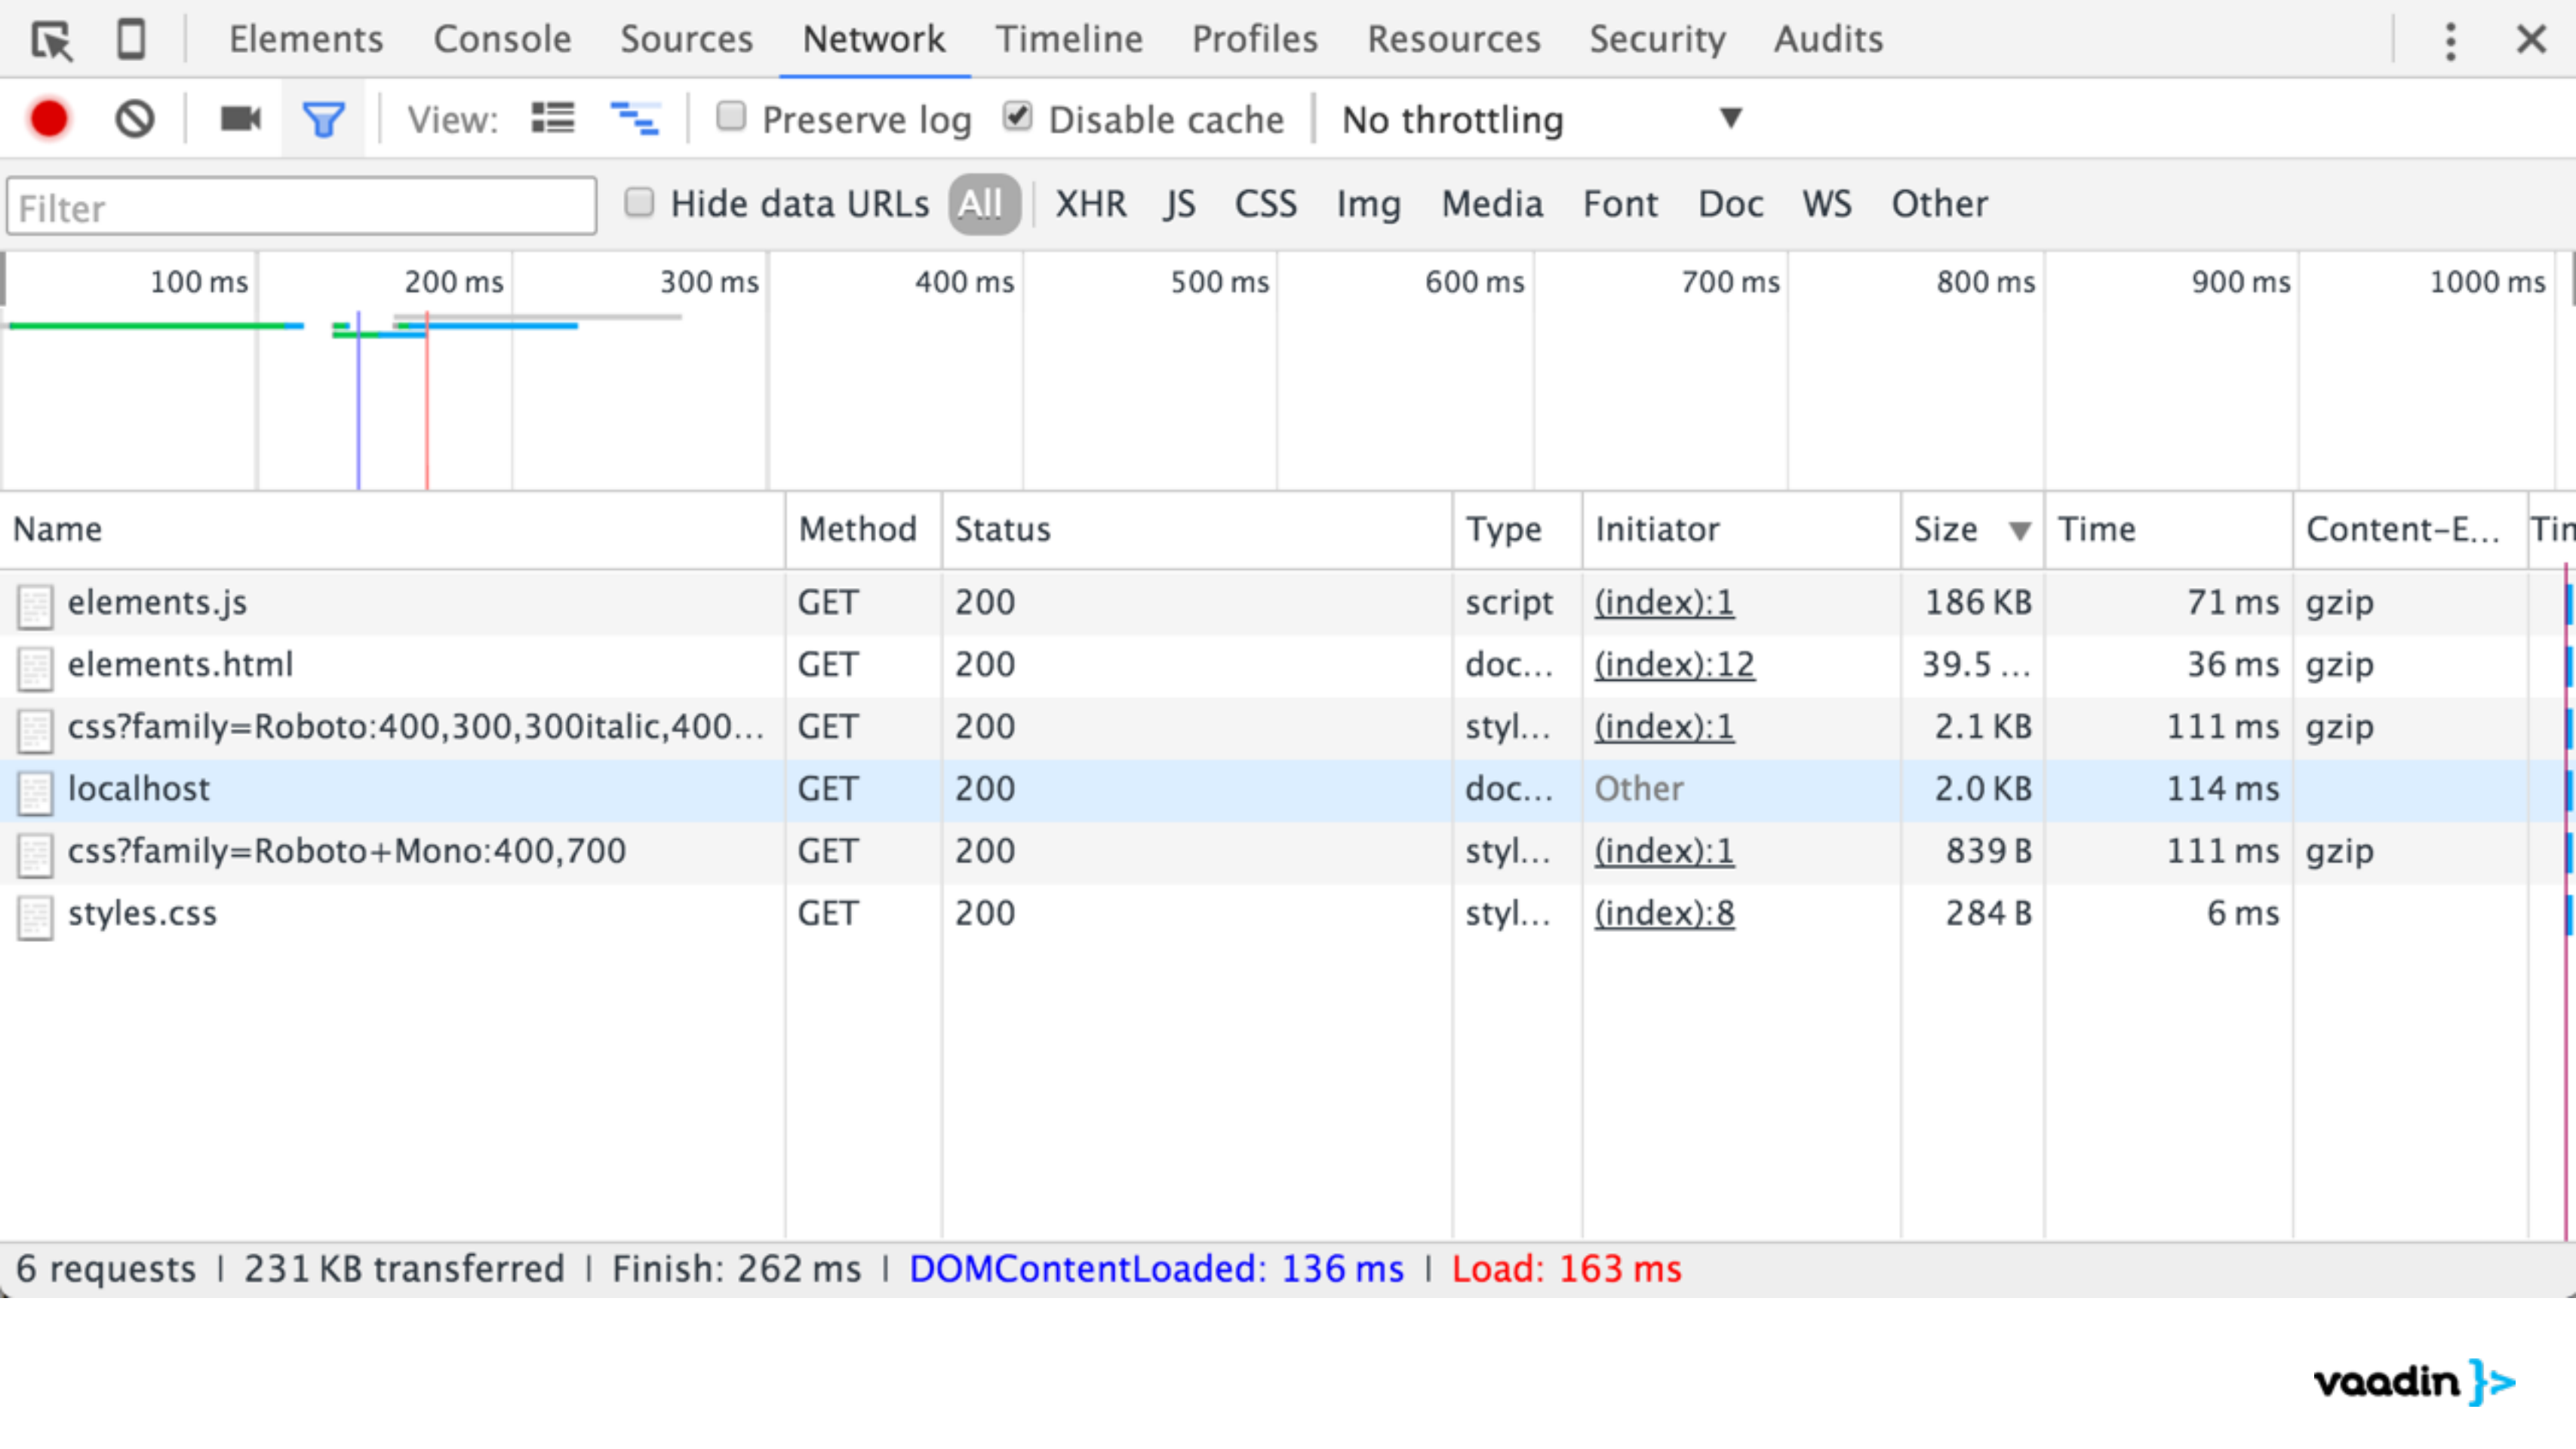 Elements Console Sources Network Timeline Profiles Resources Security Audits
View: Preserve log Disable cache No throttling
Filter Hide data URLs All XHR JS CSS Img Media Font Doc WS Other
100 ms 200 ms 300 ms 400 ms 500 ms 600 ms 700 ms 800 ms 900 ms 1000 ms
Name Method Status Type Initiator Size Time Content-E... Tin
elements.js GET 200 script (index):1 186 KB 71 ms gzip
elements.html GET 200 doc... (index):12 39.5 ... 36 ms gzip
css?family=Roboto:400,300,300italic,400... GET 200 styl... (index):1 2.1 KB 111 ms gzip
localhost GET 200 doc... Other 2.0 KB 114 ms
css?family=Roboto+Mono:400,700 GET 200 styl... (index):1 839 B 111 ms gzip
styles.css GET 200 styl... (index):8 284 B 6 ms
6 requests | 231 KB transferred | Finish: 262 ms | DOMContentLoaded: 136 ms | Load: 163 ms
vaadin }>